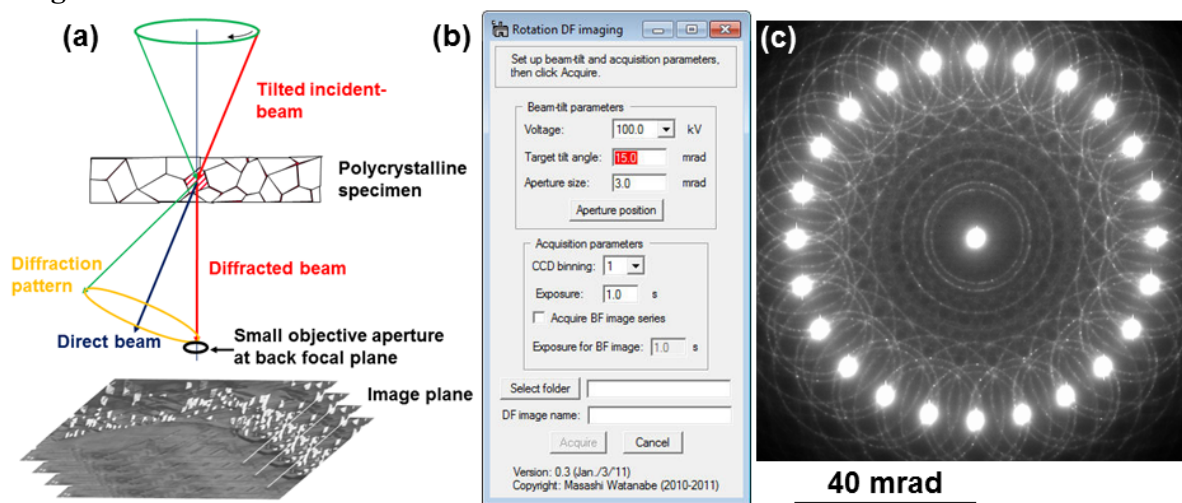 (a)
Tilted incident-
beam
Polycrystalline
specimen
Diffraction
pattern
Diffracted beam
Direct beam
Small objective aperture
at back focal plane
Image plane
(b)
Rotation DF imaging
Set up beam-tilt and acquisition parameters,
then click Acquire.
Beam-tilt parameters
Voltage: 100.0 kV
Target tilt angle: 15.0 mrad
Aperture size: 3.0 mrad
Aperture position
Acquisition parameters
CCD binning: 1
Exposure: 1.0 s
Acquire BF image series
Exposure for BF image: 1.0 s
Select folder
DF image name:
Acquire Cancel
Version: 0.3 (Jan./3/'11)
Copyright: Masashi Watanabe (2010-2011)
(c)
40 mrad